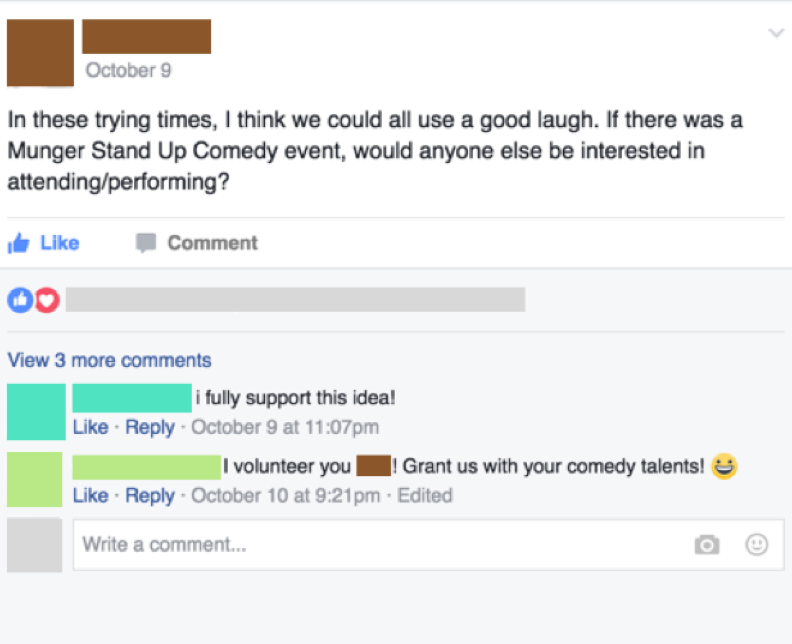 October 9
In these trying times, I think we could all use a good laugh. If there was a
Munger Stand Up Comedy event, would anyone else be interested in
attending/performing?
Like Comment
View 3 more comments
i fully support this idea!
Like · Reply · October 9 at 11:07pm
I volunteer you ! Grant us with your comedy talents! 😄
Like · Reply · October 10 at 9:21pm · Edited
Write a comment...